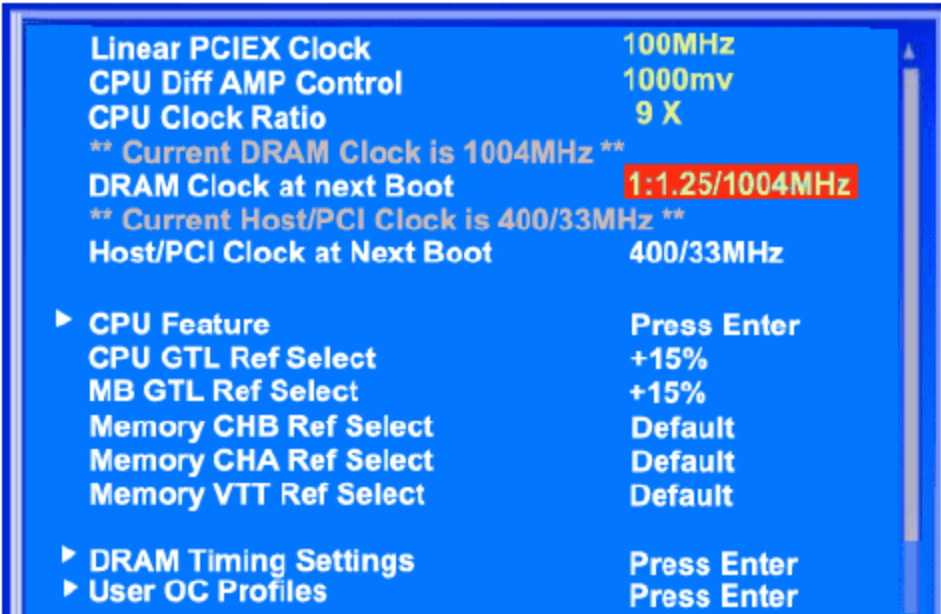 Linear PCIEX Clock 100MHz
CPU Diff AMP Control 1000mv
CPU Clock Ratio 9 X
** Current DRAM Clock is 1004MHz **
DRAM Clock at next Boot 1:1.25/1004MHz
** Current Host/PCI Clock is 400/33MHz **
Host/PCI Clock at Next Boot 400/33MHz
CPU Feature Press Enter
CPU GTL Ref Select +15%
MB GTL Ref Select +15%
Memory CHB Ref Select Default
Memory CHA Ref Select Default
Memory VTT Ref Select Default
DRAM Timing Settings Press Enter
User OC Profiles Press Enter